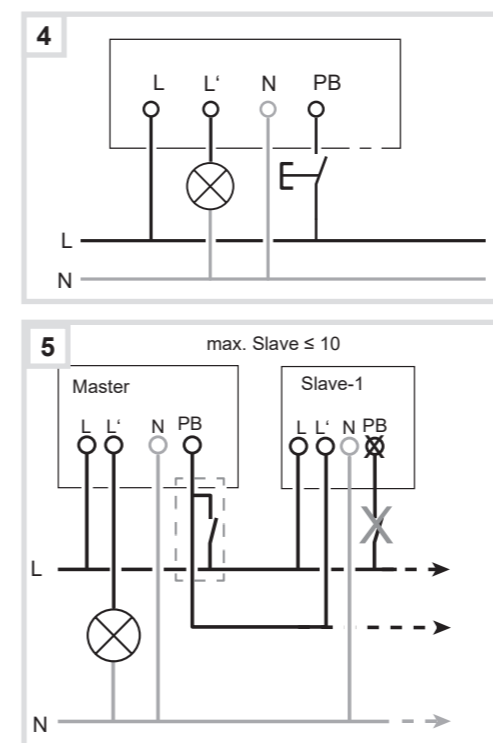 4
L L‘ N PB
L
N
5
max. Slave ≤ 10
Master
Slave-1
L L‘ N PB
L L‘ N PB
L
N